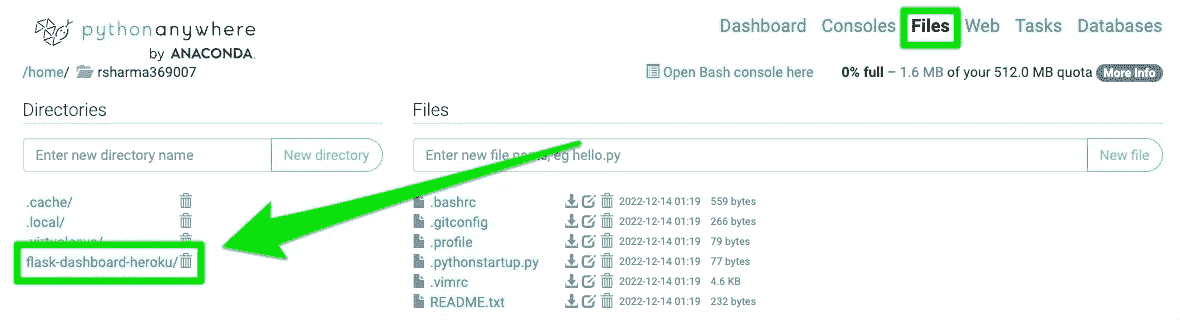 pythonanywhere
by ANACONDA.
Dashboard Consoles Files Web Tasks Databases
/home/ rsharma369007
Open Bash console here 0% full – 1.6 MB of your 512.0 MB quota More Info
Directories
Files
Enter new directory name New directory
Enter new file name, eg hello.py New file
.cache/
.local/
.virtualenvs/
flask-dashboard-heroku/
.bashrc 2022-12-14 01:19 559 bytes
.gitconfig 2022-12-14 01:19 266 bytes
.profile 2022-12-14 01:19 79 bytes
.pythonstartup.py 2022-12-14 01:19 77 bytes
.vimrc 2022-12-14 01:19 4.6 KB
README.txt 2022-12-14 01:19 232 bytes